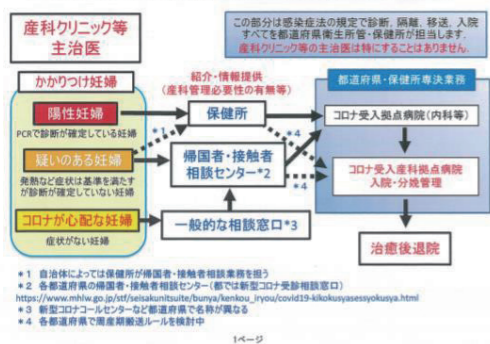 産科クリニック等
主治医
この部分は感染症法の規定で診断、隔離、移送、入院
すべてを都道府県衛生所管・保健所が担当します。
産科クリニック等の主治医は特にすることはありません。
かかりつけ妊婦
陽性妊婦
PCRで診断が確定している妊婦
疑いのある妊婦
発熱など症状は基準を満たす
が診断が確定していない妊婦
コロナが心配な妊婦
症状がない妊婦
紹介・情報提供
(産科管理必要性の有無等)
保健所
*1
帰国者・接触者
相談センター*2
一般的な相談窓口*3
*4
*4
都道府県・保健所専決業務
コロナ受入拠点病院(内科等)
コロナ受入産科拠点病院
入院・分娩管理
治癒後退院
*1 自治体によっては保健所が帰国者・接触者相談業務を担う
*2 各都道府県の帰国者・接触者相談センター(都では新型コロナ受診相談窓口)
https://www.mhlw.go.jp/stf/seisakunitsuite/bunya/kenkou_iryou/covid19-kikokusyasessyokusya.html
*3 新型コロナコールセンターなど都道府県で名称が異なる
*4 各都道府県で周産期搬送ルールを検討中
1ページ